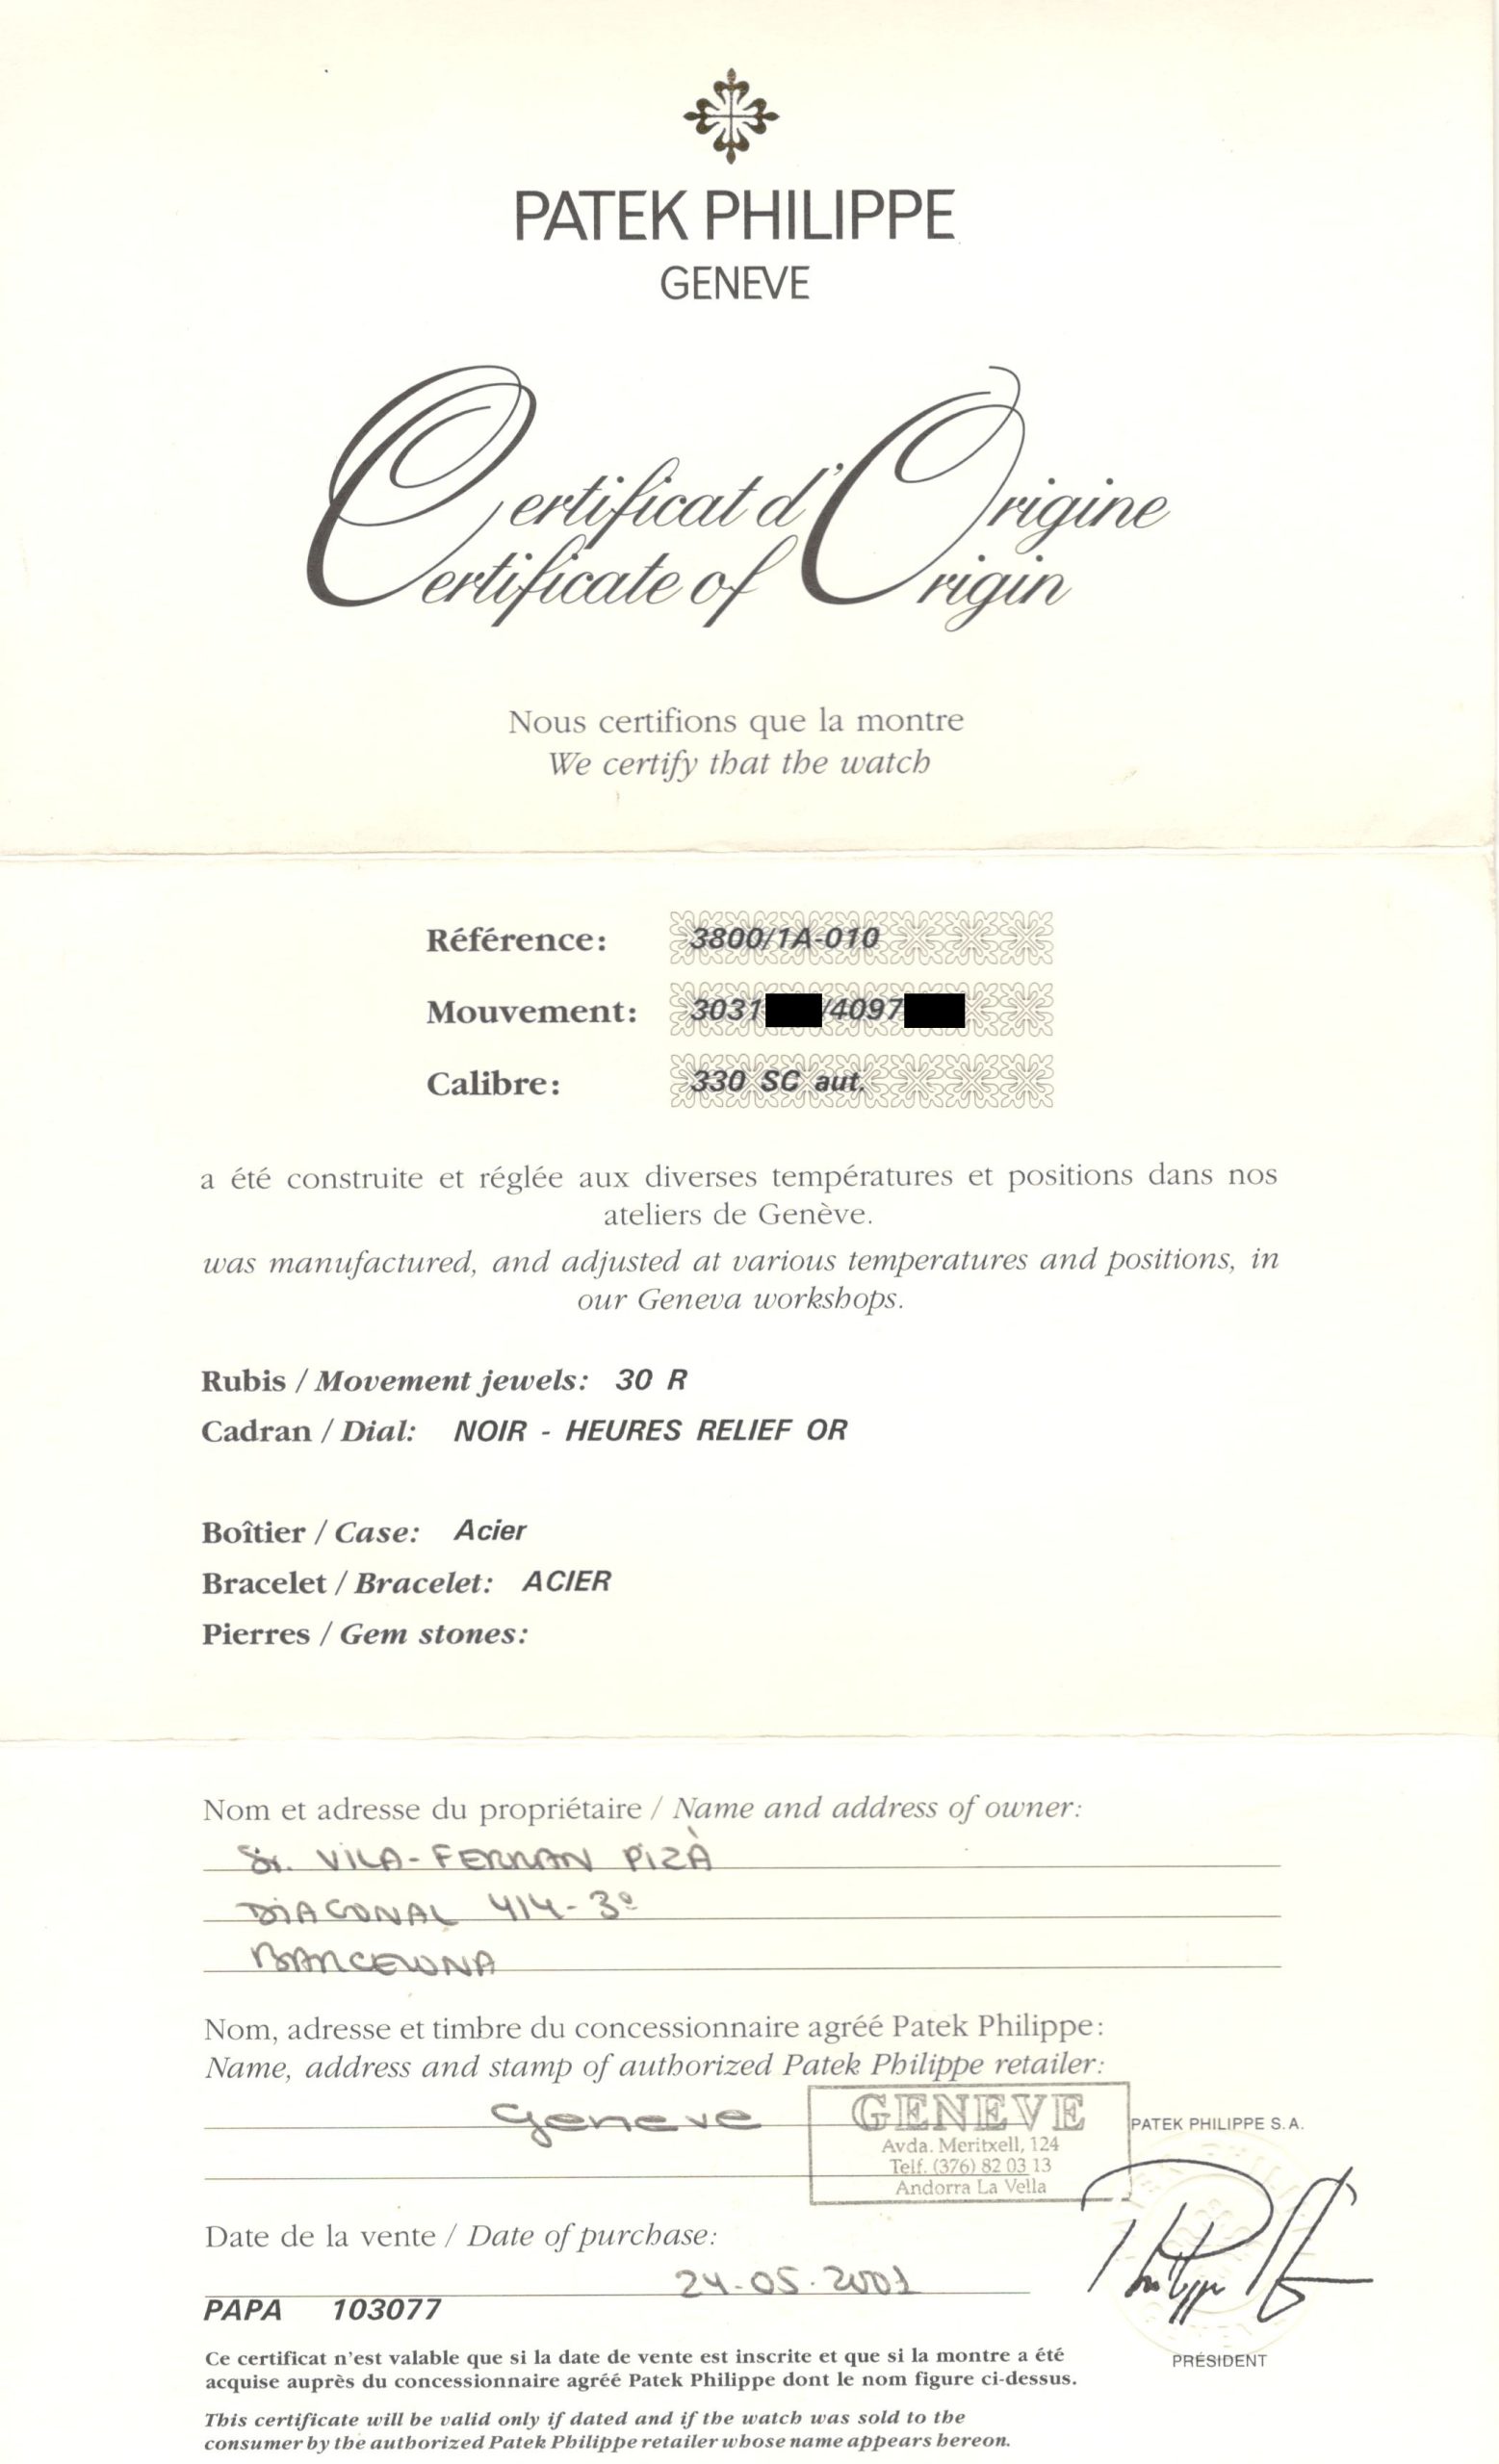 PATEK PHILIPPE
GENEVE
Certificat d'Origine
Certificate of Origin
Nous certifions que la montre
We certify that the watch
Référence: 3800/1A-010
Mouvement: 3031 /4097
Calibre: 330 SC aut.
a été construite et réglée aux diverses températures et positions dans nos
ateliers de Genève.
was manufactured, and adjusted at various temperatures and positions, in
our Geneva workshops.
Rubis / Movement jewels: 30 R
Cadran / Dial: NOIR - HEURES RELIEF OR
Boîtier / Case: Acier
Bracelet / Bracelet: ACIER
Pierres / Gem stones:
Nom et adresse du propriétaire / Name and address of owner:
Sr. VILA-FERRAN PIZÀ
DIAGONAL 414-3º
BARCELONA
Nom, adresse et timbre du concessionnaire agréé Patek Philippe:
Name, address and stamp of authorized Patek Philippe retailer:
Geneve
GENEVE
Avda. Meritxell, 124
Telf. (376) 82 03 13
Andorra La Vella
PATEK PHILIPPE S.A.
Date de la vente / Date of purchase:
24-05-2001
PAPA 103077
PRÉSIDENT
Ce certificat n'est valable que si la date de vente est inscrite et que si la montre a été
acquise auprès du concessionnaire agréé Patek Philippe dont le nom figure ci-dessus.
This certificate will be valid only if dated and if the watch was sold to the
consumer by the authorized Patek Philippe retailer whose name appears hereon.